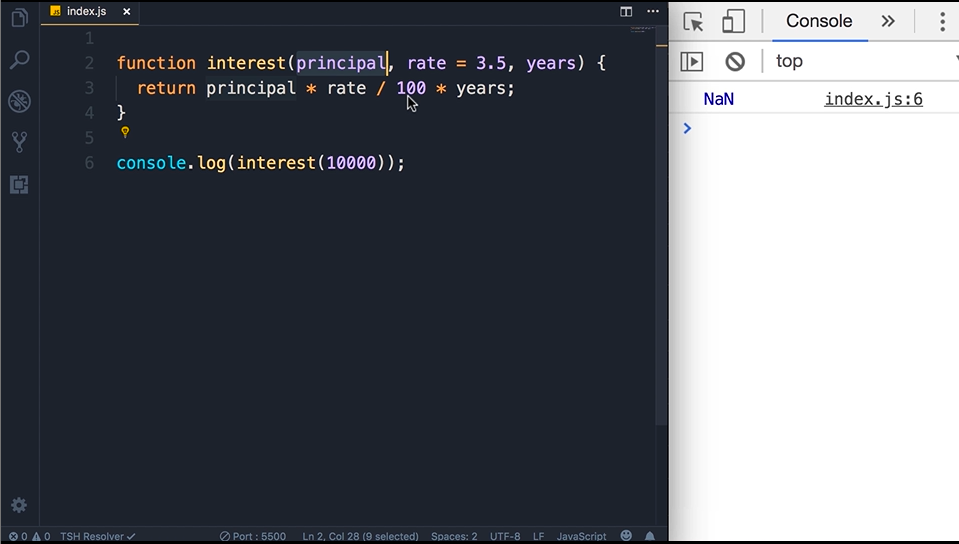 index.js ×
1
2 function interest(principal, rate = 3.5, years) {
3 return principal * rate / 100 * years;
4 }
5
6 console.log(interest(10000));
0 0 TSH Resolver Port : 5500 Ln 2, Col 28 (9 selected) Spaces: 2 UTF-8 LF JavaScript
Console »
top
NaN index.js:6